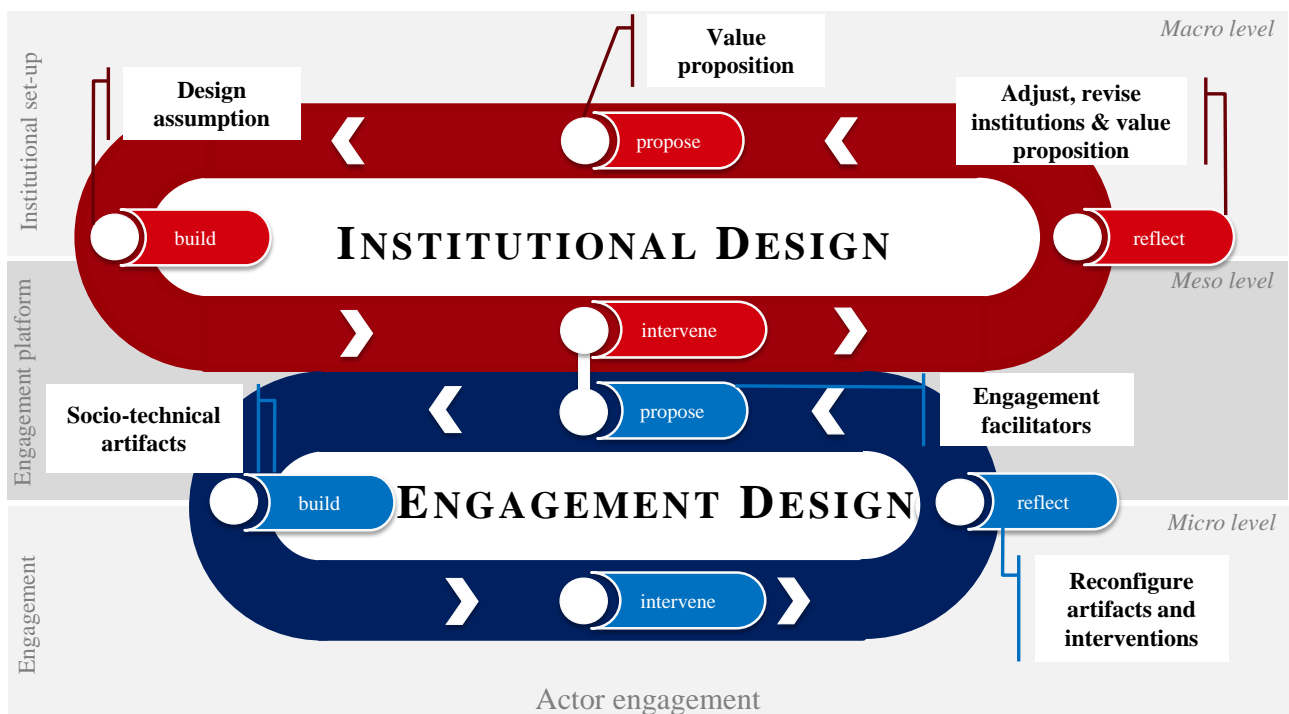 Macro level
Institutional set-up
Value
proposition
Design
assumption
Adjust, revise
institutions & value
proposition
propose
build
INSTITUTIONAL DESIGN
reflect
Meso level
Engagement platform
intervene
Socio-technical
artifacts
propose
Engagement
facilitators
build
ENGAGEMENT DESIGN
reflect
Micro level
Engagement
intervene
Reconfigure
artifacts and
interventions
Actor engagement